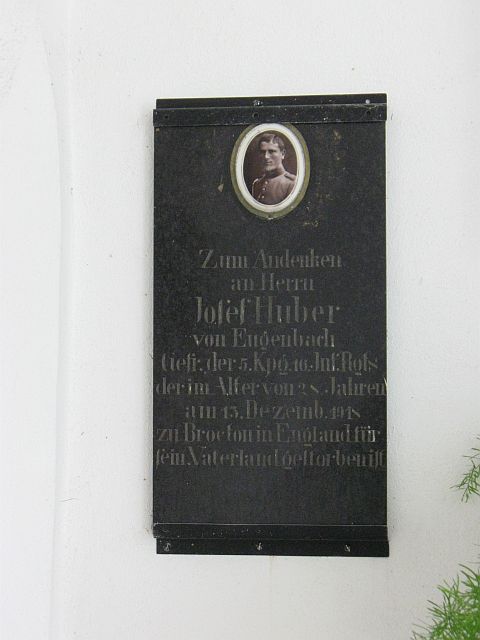 Zum Andenken
an Herrn
Josef Huber
von Eugenbach
Gefr. der 5. Kpg. 16. Inf. Rgts
der im Alter von 28. Jahren
am 13. Dezemb. 1918
zu Brocton in England für
sein Vaterland gestorben ist